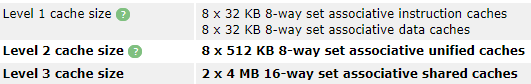 Level 1 cache size ? 8 x 32 KB 8-way set associative instruction caches
8 x 32 KB 8-way set associative data caches
Level 2 cache size ? 8 x 512 KB 8-way set associative unified caches
Level 3 cache size 2 x 4 MB 16-way set associative shared caches